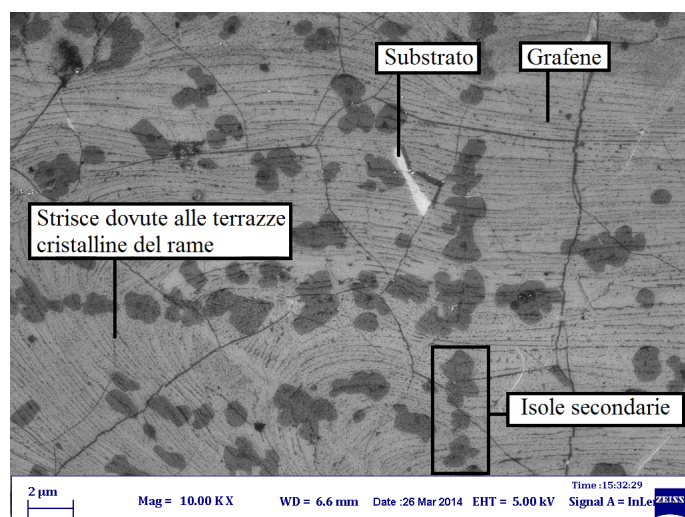 Substrato
Grafene
Strisce dovute alle terrazze
cristalline del rame
Isole secondarie
2 µm
Mag = 10.00 K X
WD = 6.6 mm
Date :26 Mar 2014
EHT = 5.00 kV
Time :15:32:29
Signal A = InLen
ZEISS